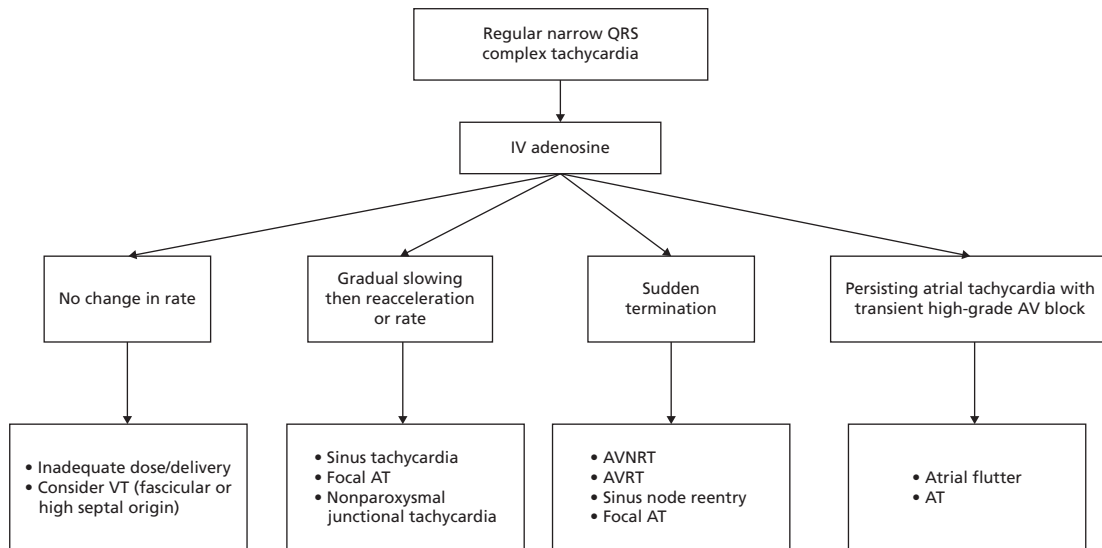 Regular narrow QRS
complex tachycardia
IV adenosine
No change in rate
Gradual slowing
then reacceleration
or rate
Sudden
termination
Persisting atrial tachycardia with
transient high-grade AV block
• Inadequate dose/delivery
• Consider VT (fascicular or
high septal origin)
• Sinus tachycardia
• Focal AT
• Nonparoxysmal
junctional tachycardia
• AVNRT
• AVRT
• Sinus node reentry
• Focal AT
• Atrial flutter
• AT